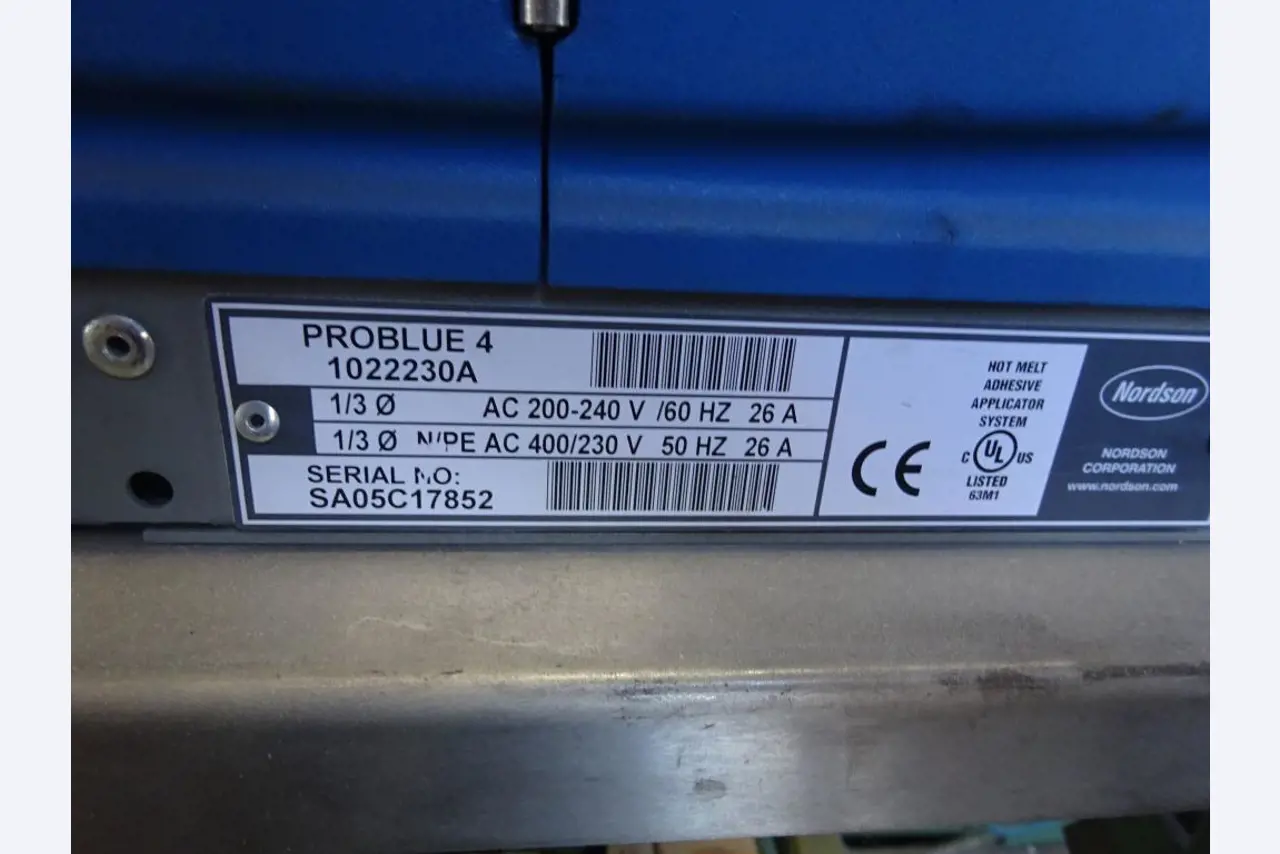 PROBLUE 4
1022230A
1/3 Ø AC 200-240 V /60 HZ 26 A
1/3 Ø N/PE AC 400/230 V 50 HZ 26 A
SERIAL NO:
SA05C17852
CE
HOT MELT
ADHESIVE
APPLICATOR
SYSTEM
C UL US
LISTED
63M1
Nordson
NORDSON
CORPORATION
www.nordson.com